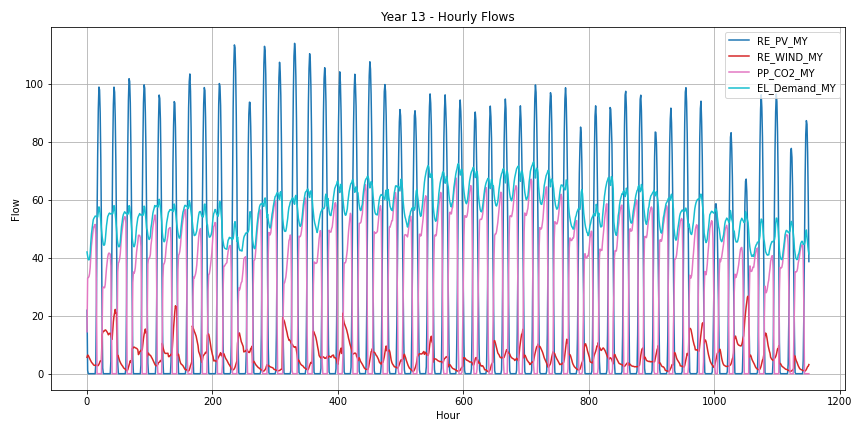 Year 13 - Hourly Flows
RE_PV_MY
RE_WIND_MY
PP_CO2_MY
EL_Demand_MY
Flow
100
80
60
40
20
0
0 200 400 600 800 1000 1200
Hour